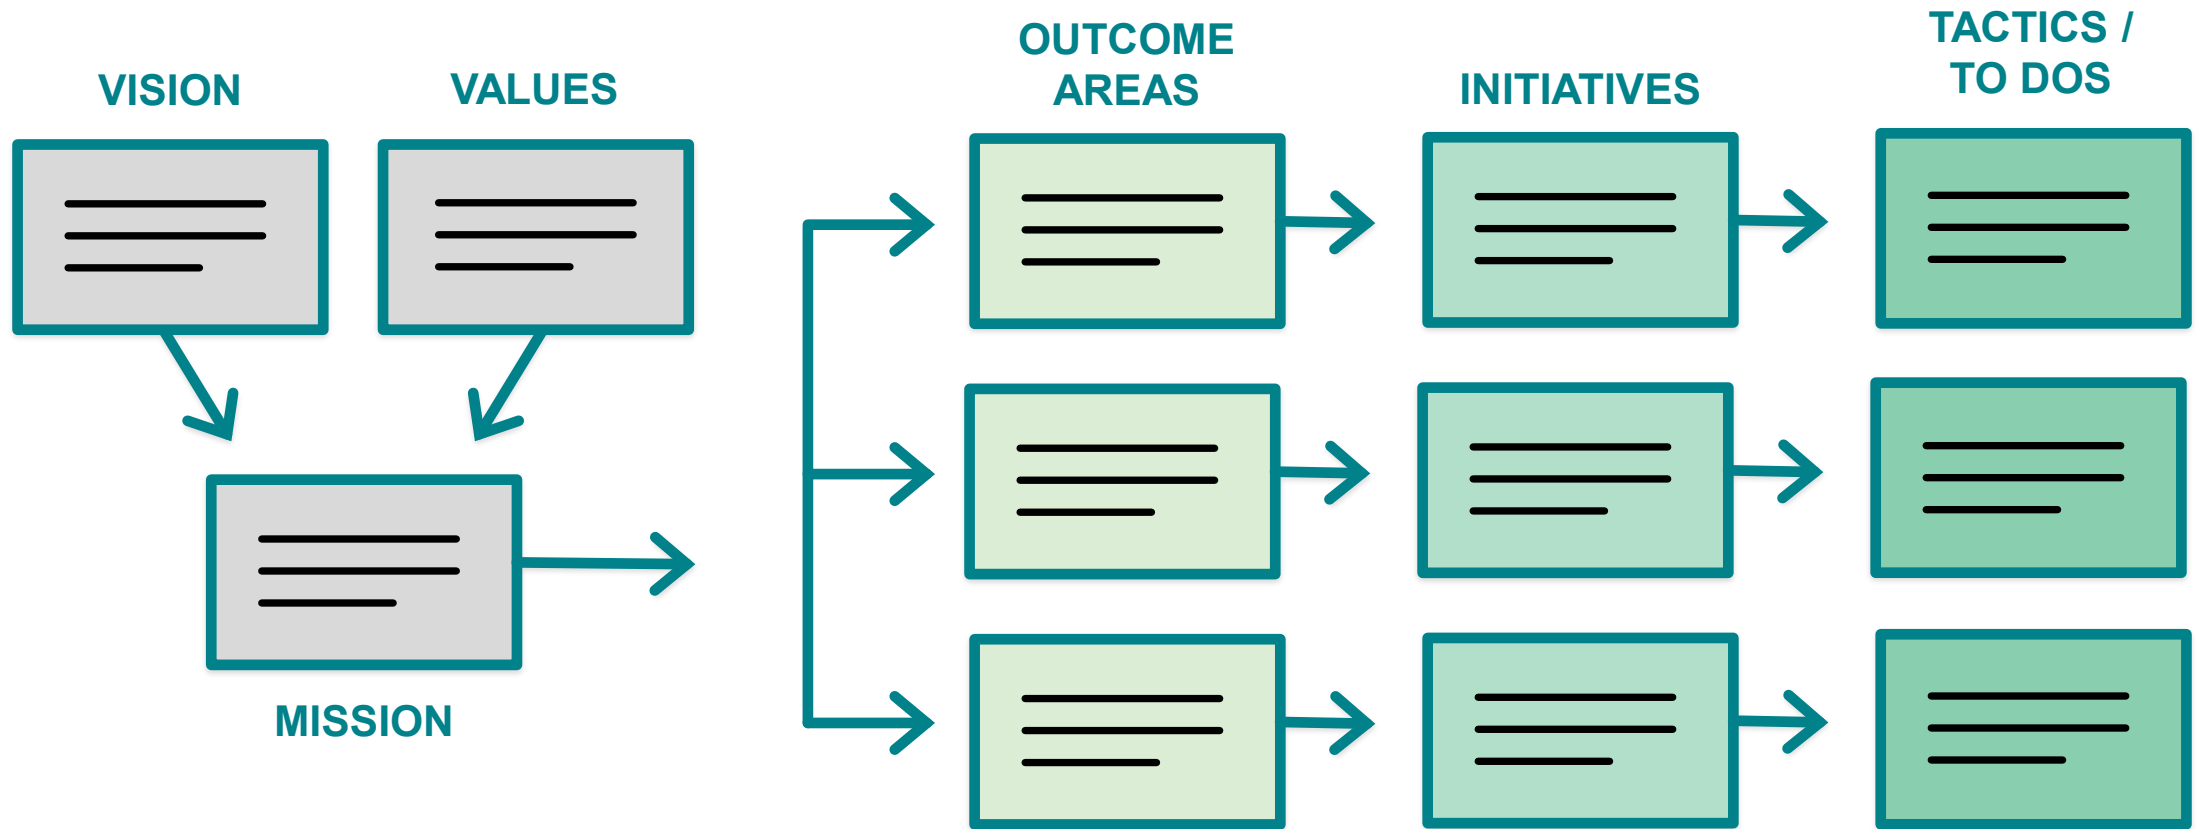 VISION
VALUES
MISSION
OUTCOME
AREAS
INITIATIVES
TACTICS /
TO DOS